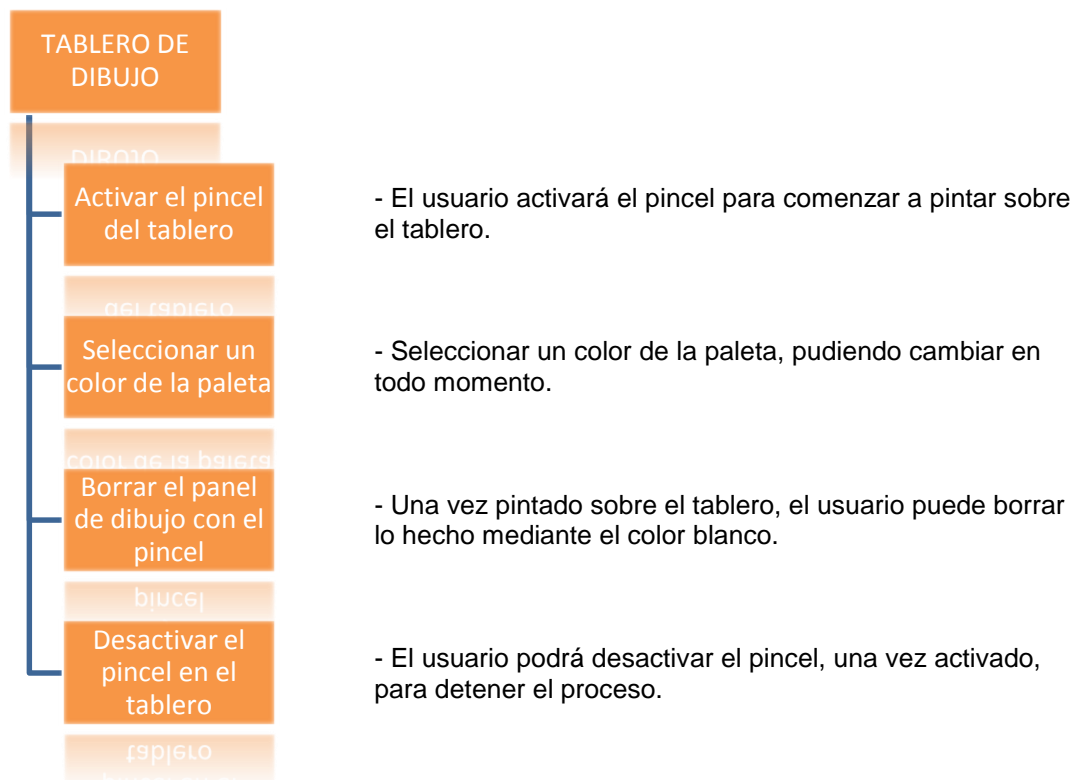 TABLERO DE
DIBUJO
Activar el pincel
del tablero
- El usuario activará el pincel para comenzar a pintar sobre
el tablero.
Seleccionar un
color de la paleta
- Seleccionar un color de la paleta, pudiendo cambiar en
todo momento.
Borrar el panel
de dibujo con el
pincel
- Una vez pintado sobre el tablero, el usuario puede borrar
lo hecho mediante el color blanco.
Desactivar el
pincel en el
tablero
- El usuario podrá desactivar el pincel, una vez activado,
para detener el proceso.